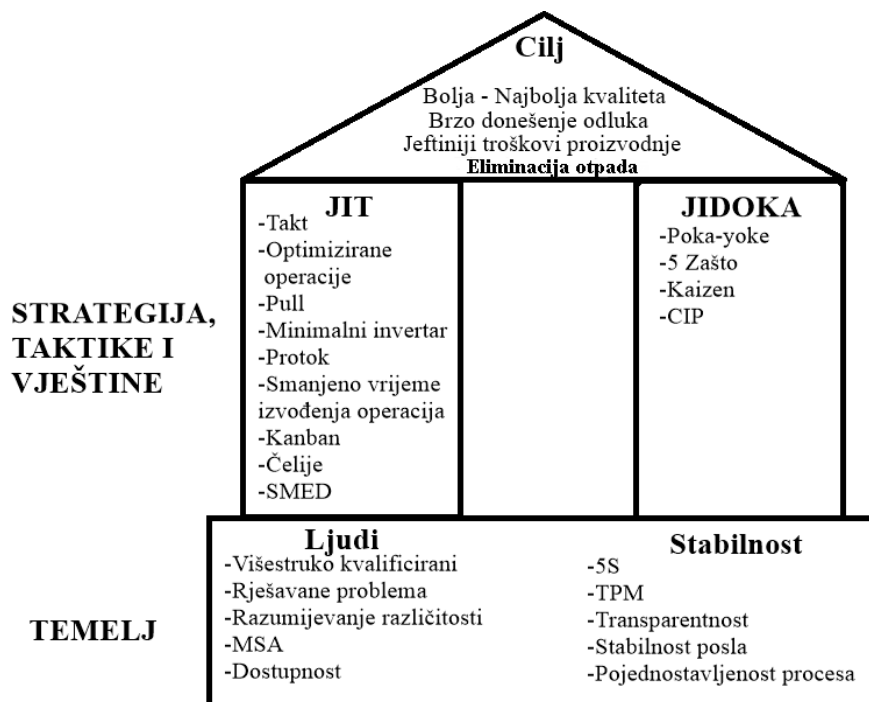 Cilj
Bolja - Najbolja kvaliteta
Brzo donešenje odluka
Jeftiniji troškovi proizvodnje
Eliminacija otpada
STRATEGIJA,
TAKTIKE I
VJEŠTINE
JIT
-Takt
-Optimizirane
operacije
-Pull
-Minimalni invertar
-Protok
-Smanjeno vrijeme
izvođenja operacija
-Kanban
-Čelije
-SMED
JIDOKA
-Poka-yoke
-5 Zašto
-Kaizen
-CIP
TEMELJ
Ljudi
-Višestruko kvalificirani
-Rješavane problema
-Razumijevanje različitosti
-MSA
-Dostupnost
Stabilnost
-5S
-TPM
-Transparentnost
-Stabilnost posla
-Pojednostavljenost procesa